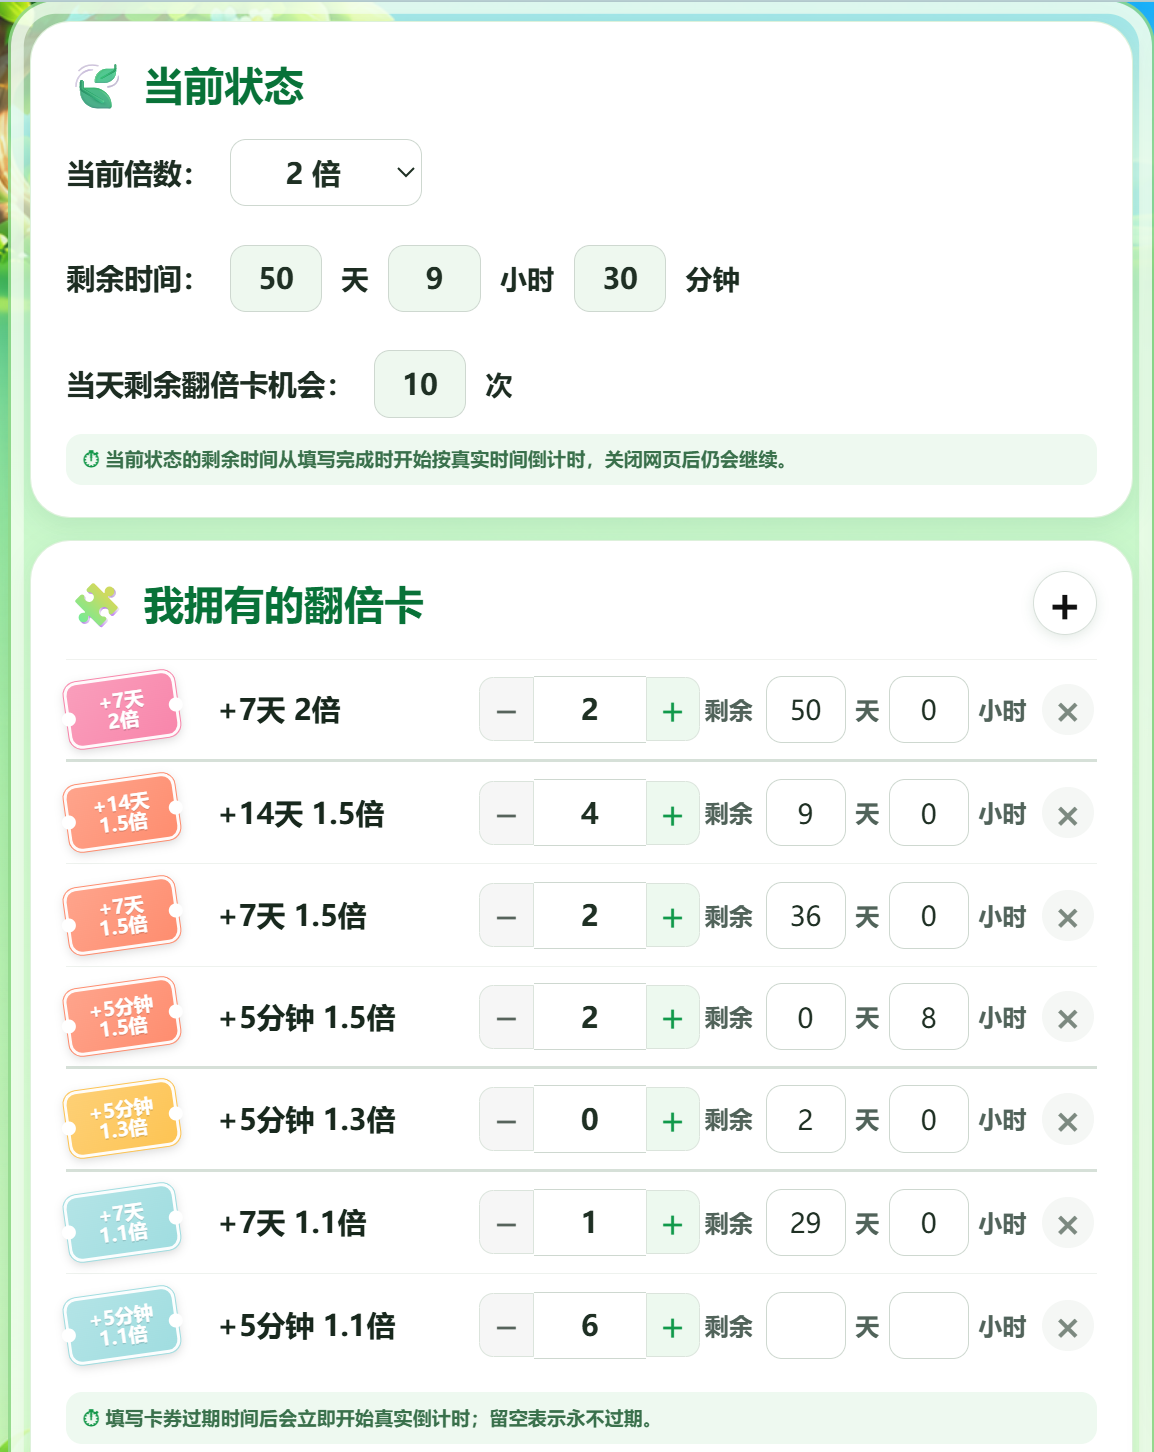 当前状态
当前倍数： 2 倍
剩余时间： 50 天 9 小时 30 分钟
当天剩余翻倍卡机会： 10 次
⏱ 当前状态的剩余时间从填写完成时开始按真实时间倒计时，关闭网页后仍会继续。
我拥有的翻倍卡 +
+7天
2倍
+7天 2倍 − 2 + 剩余 50 天 0 小时 ×
+14天
1.5倍
+14天 1.5倍 − 4 + 剩余 9 天 0 小时 ×
+7天
1.5倍
+7天 1.5倍 − 2 + 剩余 36 天 0 小时 ×
+5分钟
1.5倍
+5分钟 1.5倍 − 2 + 剩余 0 天 8 小时 ×
+5分钟
1.3倍
+5分钟 1.3倍 − 0 + 剩余 2 天 0 小时 ×
+7天
1.1倍
+7天 1.1倍 − 1 + 剩余 29 天 0 小时 ×
+5分钟
1.1倍
+5分钟 1.1倍 − 6 + 剩余 天 小时 ×
⏱ 填写卡券过期时间后会立即开始真实倒计时；留空表示永不过期。